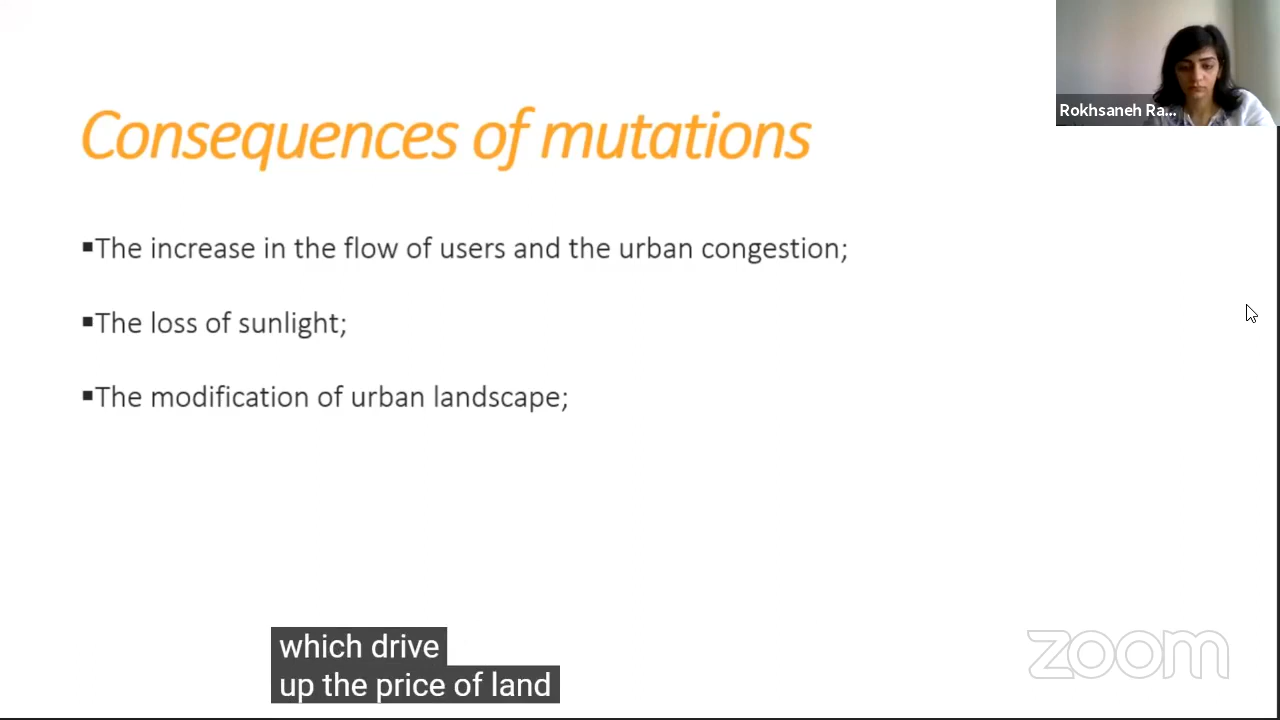 Rokhsaneh Ra...
Consequences of mutations
▪The increase in the flow of users and the urban congestion;
▪The loss of sunlight;
▪The modification of urban landscape;
which drive
up the price of land
zoom